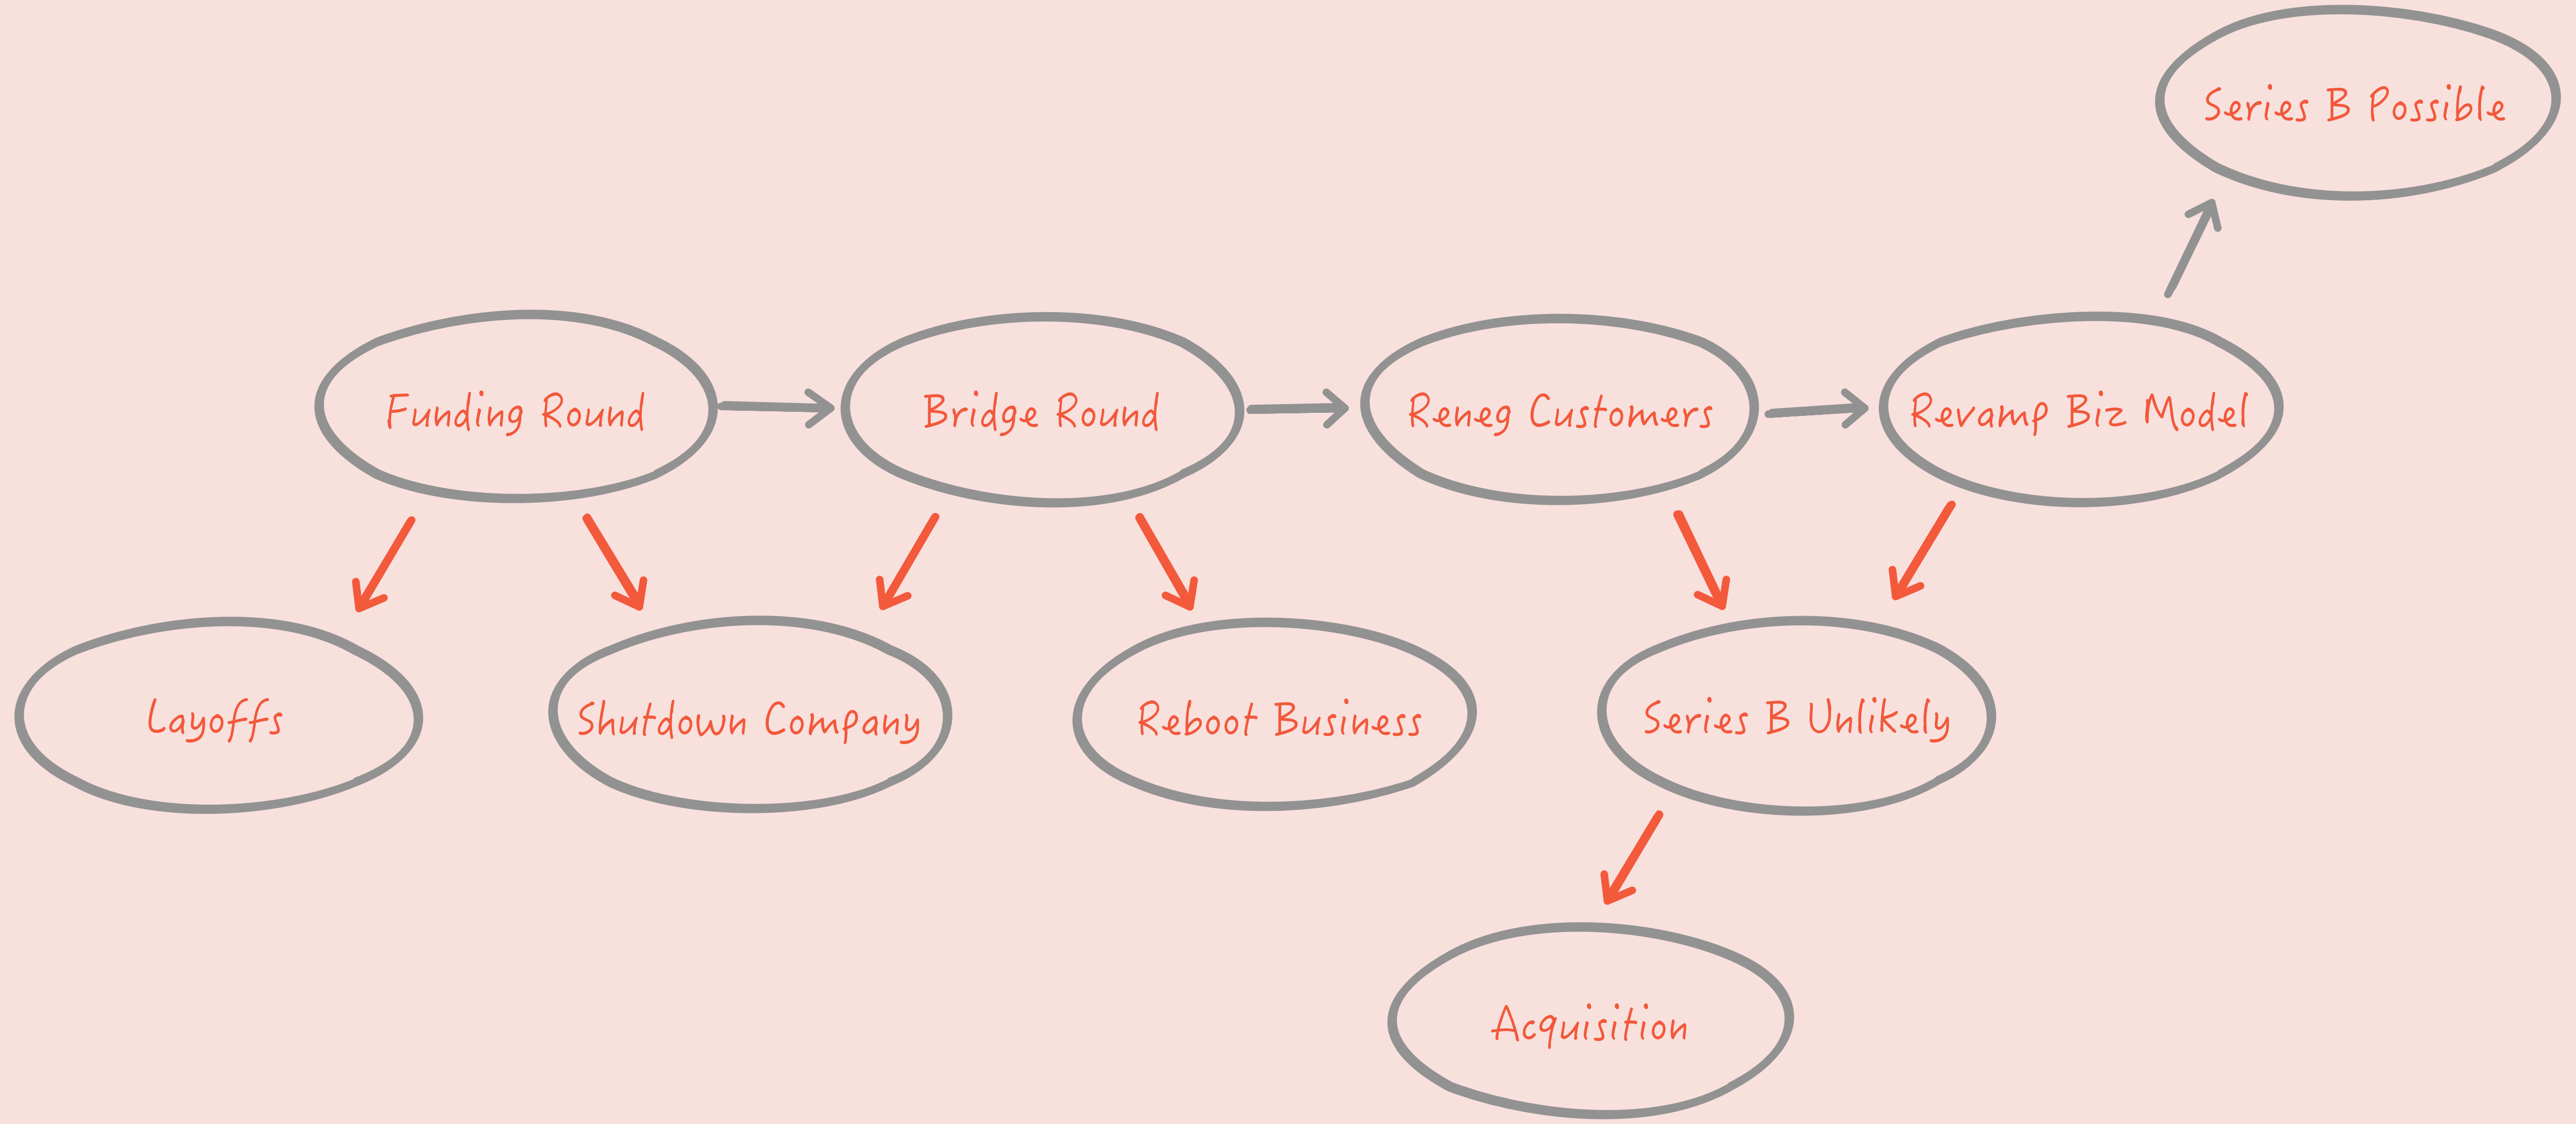 Series B Possible
Funding Round
Bridge Round
Reneg Customers
Revamp Biz Model
Layoffs
Shutdown Company
Reboot Business
Series B Unlikely
Acquisition